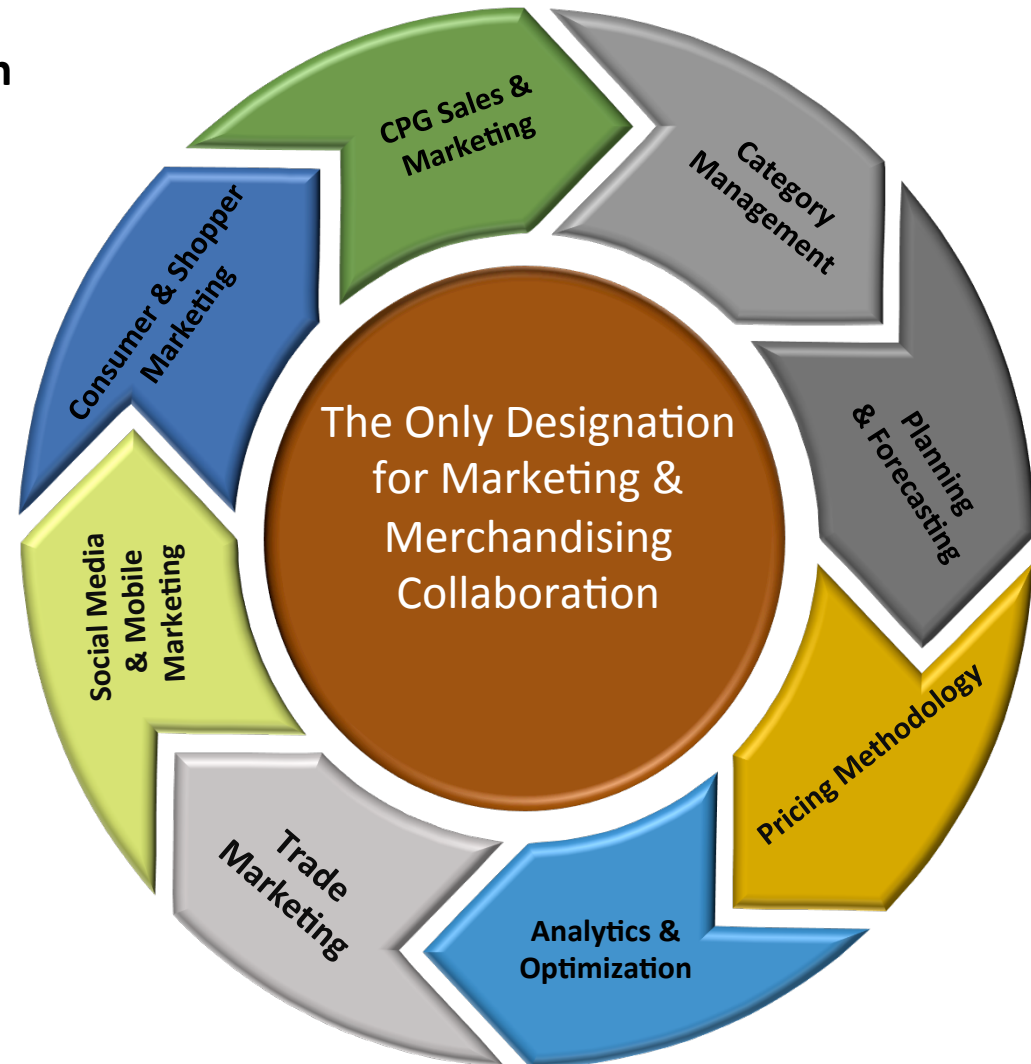 n
CPG Sales &
Marketing
Category
Management
Planning
& Forecasting
Pricing Methodology
Analytics &
Optimization
Trade
Marketing
Social Media
& Mobile
Marketing
Consumer & Shopper
Marketing
The Only Designation
for Marketing &
Merchandising
Collaboration